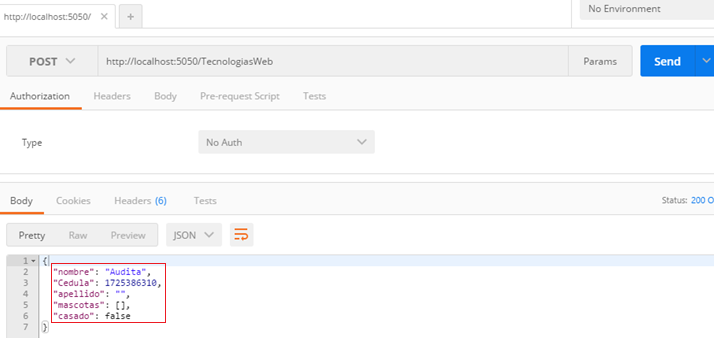 http://localhost:5050/ × +
No Environment
POST http://localhost:5050/TecnologiasWeb Params Send
Authorization Headers Body Pre-request Script Tests
Type No Auth
Body Cookies Headers (6) Tests Status: 200 O
Pretty Raw Preview JSON
1 {
2 "nombre": "Audita",
3 "Cedula": 1725386310,
4 "apellido": "",
5 "mascotas": [],
6 "casado": false
7 }